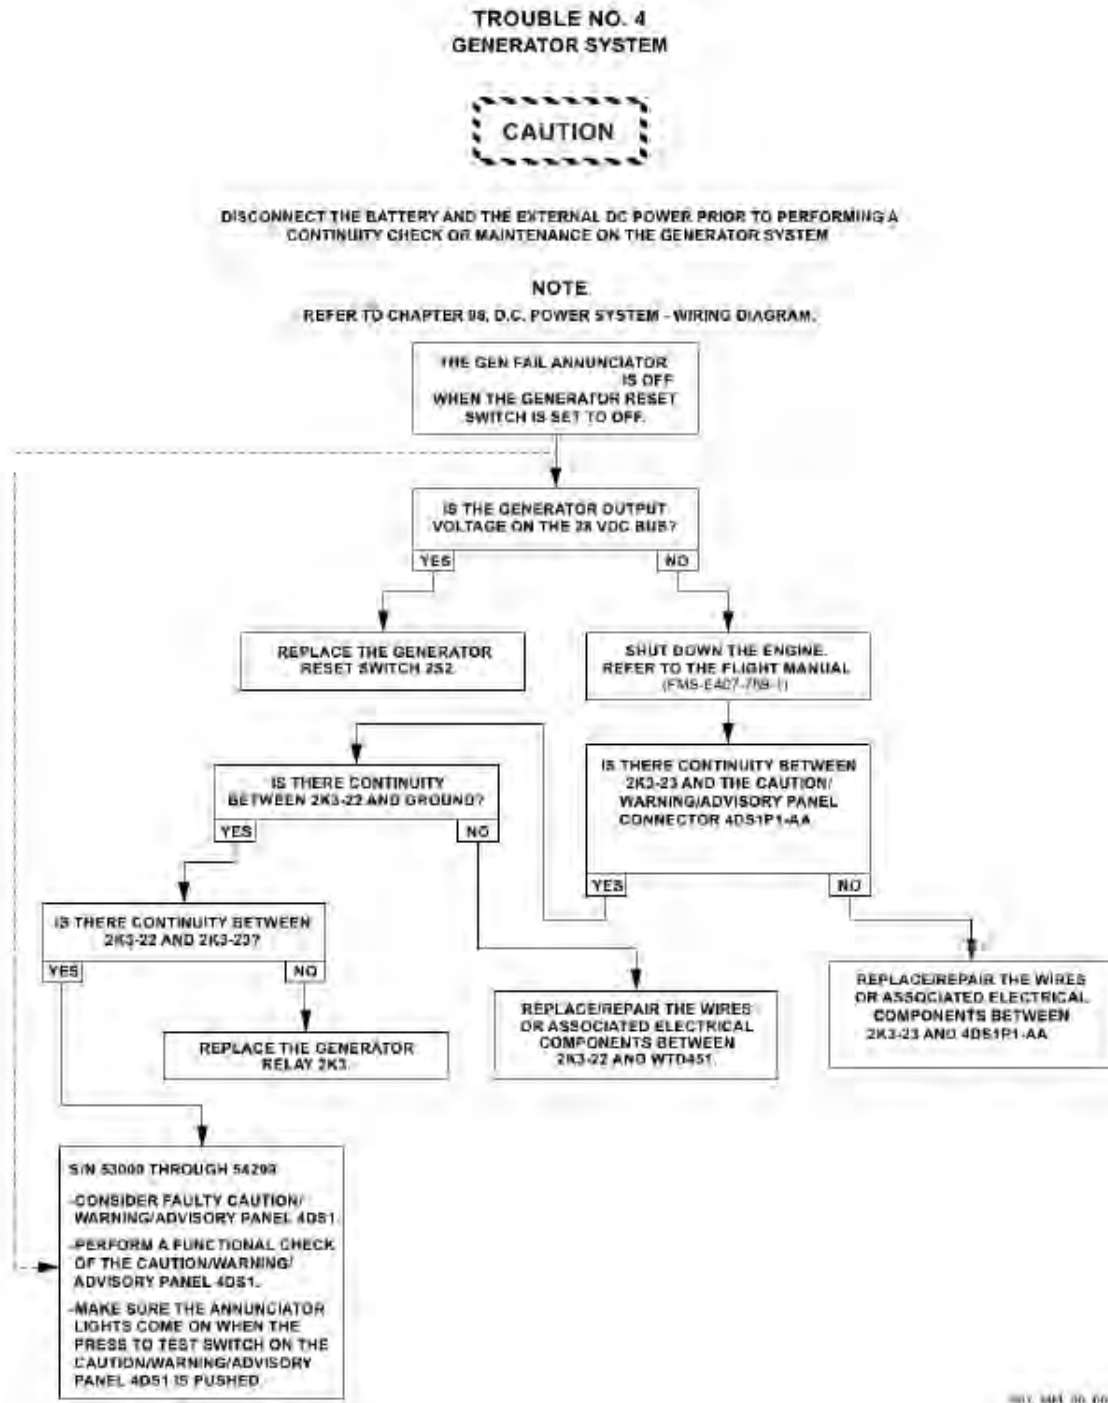 TROUBLE NO. 4
GENERATOR SYSTEM
CAUTION
DISCONNECT THE BATTERY AND THE EXTERNAL DC POWER PRIOR TO PERFORMING A
CONTINUITY CHECK OR MAINTENANCE ON THE GENERATOR SYSTEM
NOTE
REFER TO CHAPTER 98, D.C. POWER SYSTEM - WIRING DIAGRAM.
THE GEN FAIL ANNUNCIATOR
IS OFF
WHEN THE GENERATOR RESET
SWITCH IS SET TO OFF.
IS THE GENERATOR OUTPUT
VOLTAGE ON THE 28 VDC BUS?
YES
NO
REPLACE THE GENERATOR
RESET SWITCH 2S2.
SHUT DOWN THE ENGINE.
REFER TO THE FLIGHT MANUAL
(FMS-E407-789-1)
IS THERE CONTINUITY BETWEEN
2K3-23 AND THE CAUTION/
WARNING/ADVISORY PANEL
CONNECTOR 4DS1P1-AA
YES
NO
IS THERE CONTINUITY
BETWEEN 2K3-22 AND GROUND?
YES
NO
IS THERE CONTINUITY BETWEEN
2K3-22 AND 2K3-23?
YES
NO
REPLACE THE GENERATOR
RELAY 2K3.
REPLACE/REPAIR THE WIRES
OR ASSOCIATED ELECTRICAL
COMPONENTS BETWEEN
2K3-22 AND WTD451.
REPLACE/REPAIR THE WIRES
OR ASSOCIATED ELECTRICAL
COMPONENTS BETWEEN
2K3-23 AND 4DS1P1-AA
S/N 53000 THROUGH 54299
-CONSIDER FAULTY CAUTION/
WARNING/ADVISORY PANEL 4DS1.
-PERFORM A FUNCTIONAL CHECK
OF THE CAUTION/WARNING/
ADVISORY PANEL 4DS1.
-MAKE SURE THE ANNUNCIATOR
LIGHTS COME ON WHEN THE
PRESS TO TEST SWITCH ON THE
CAUTION/WARNING/ADVISORY
PANEL 4DS1 IS PUSHED